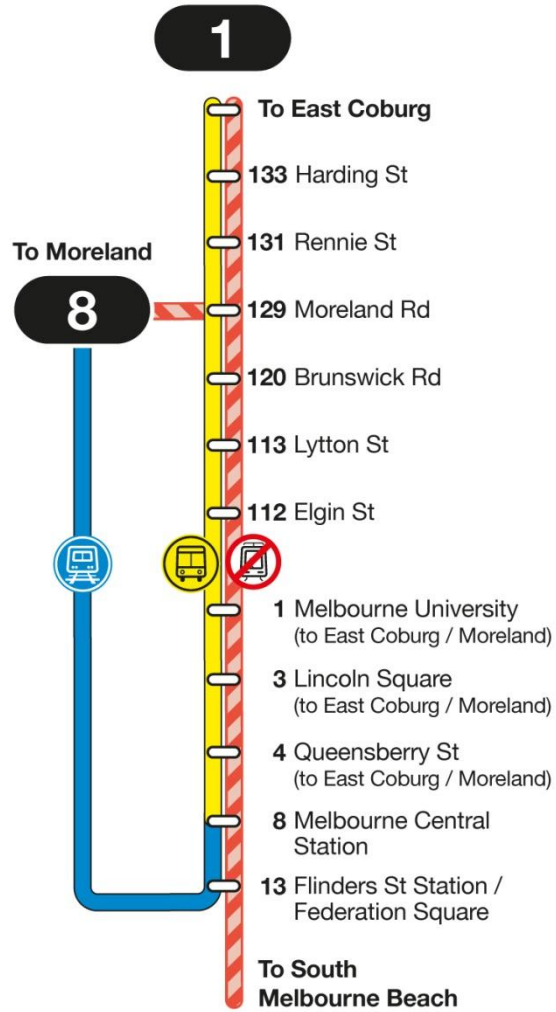 1
To East Coburg
133 Harding St
131 Rennie St
To Moreland
8
129 Moreland Rd
120 Brunswick Rd
113 Lytton St
112 Elgin St
1 Melbourne University
(to East Coburg / Moreland)
3 Lincoln Square
(to East Coburg / Moreland)
4 Queensberry St
(to East Coburg / Moreland)
8 Melbourne Central
Station
13 Flinders St Station /
Federation Square
To South
Melbourne Beach